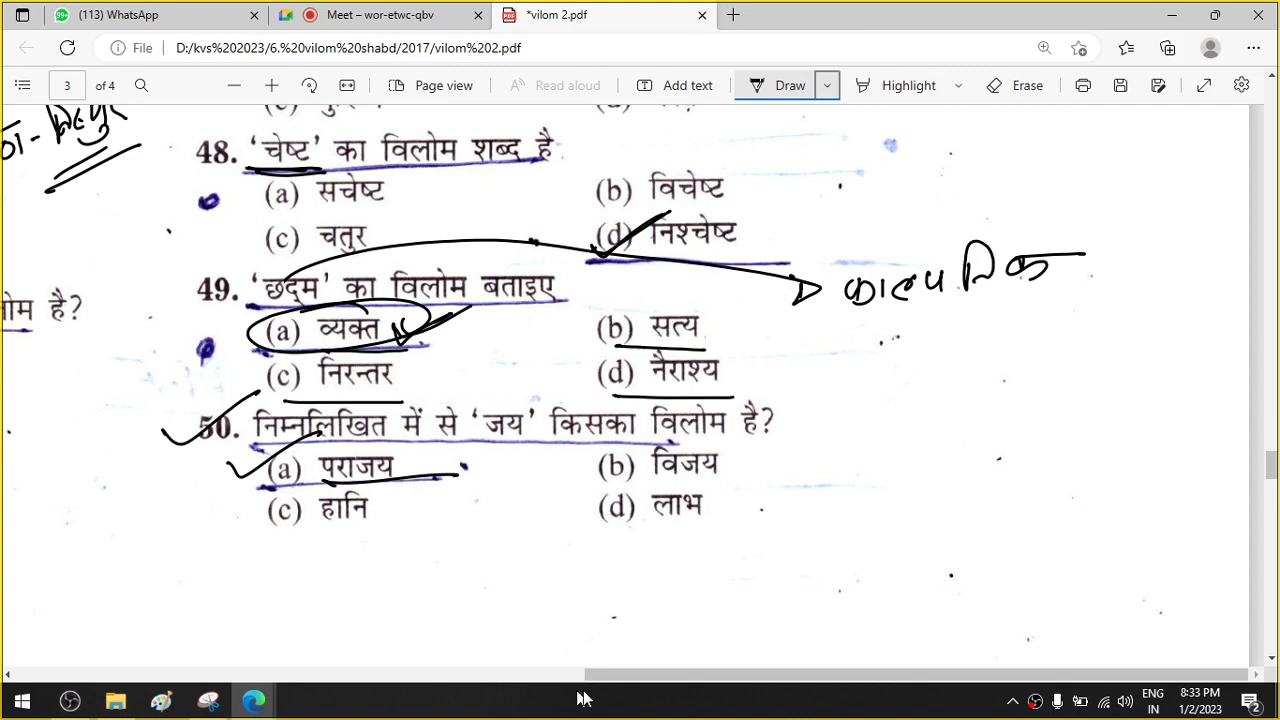 (113) WhatsApp
Meet – wor-etwc-qbv
*vilom 2.pdf
File D:/kvs%202023/6.%20vilom%20shabd/2017/vilom%202.pdf
3 of 4 Page view Read aloud Add text Draw Highlight Erase
48. ‘चेष्ट’ का विलोम शब्द है
(a) सचेष्ट (b) विचेष्ट
(c) चतुर (d) निश्चेष्ट
काल्पनिक
49. ‘छद्म’ का विलोम बताइए
लोम है?
(a) व्यक्त (b) सत्य
(c) निरन्तर (d) नैराश्य
50. निम्नलिखित में से ‘जय’ किसका विलोम है?
(a) पराजय (b) विजय
(c) हानि (d) लाभ
ENG
IN
8:33 PM
1/2/2023
2